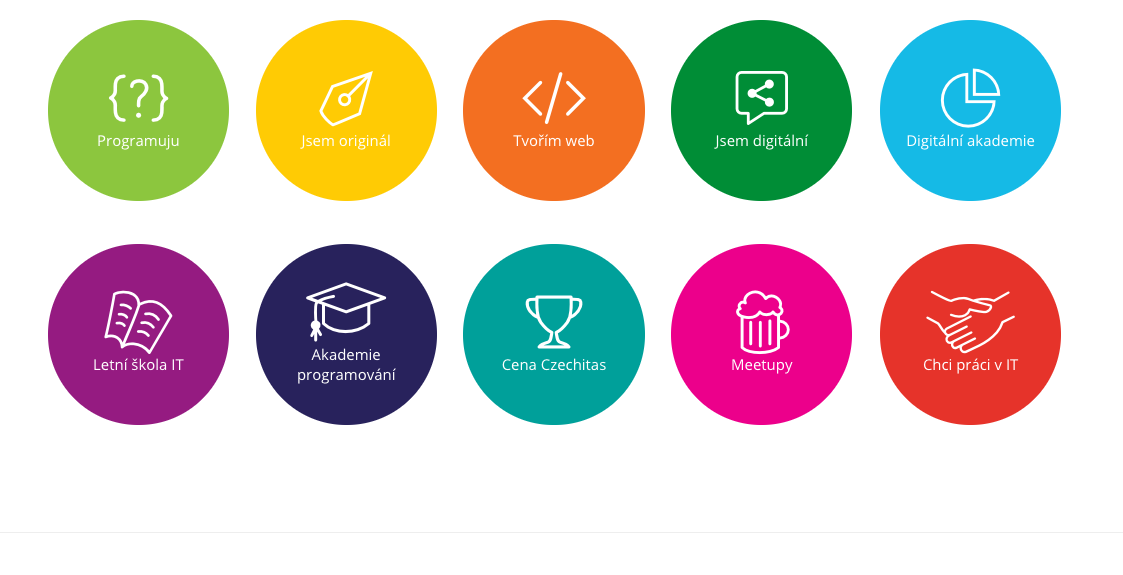 Programuju
Jsem originál
Tvořím web
Jsem digitální
Digitální akademie
Letní škola IT
Akademie
programování
Cena Czechitas
Meetupy
Chci práci v IT